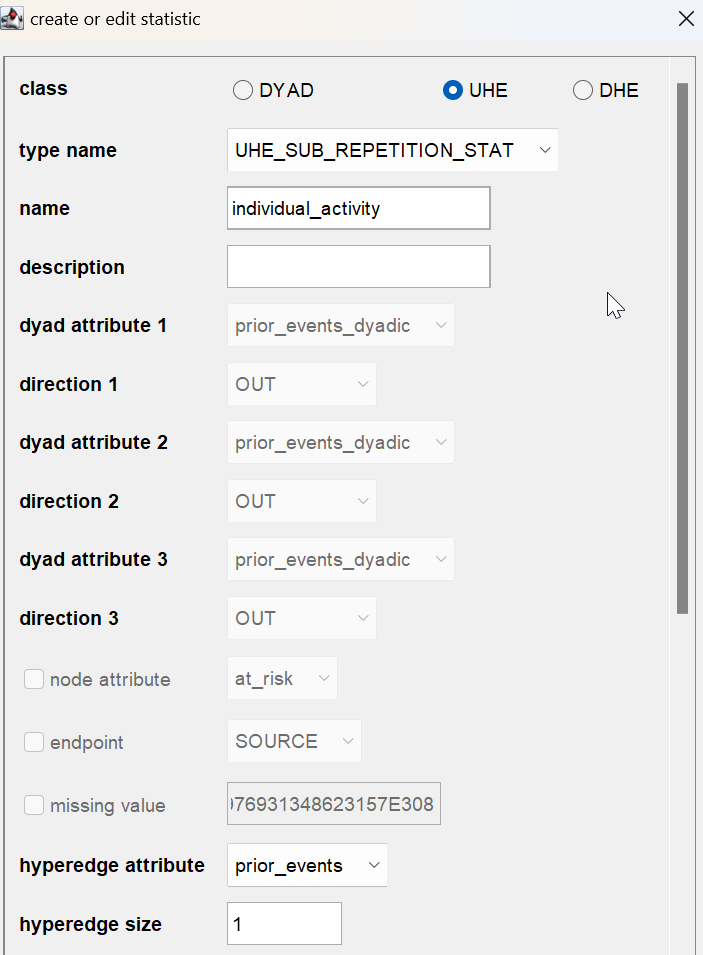 create or edit statistic
class DYAD UHE DHE
type name UHE_SUB_REPETITION_STAT
name individual_activity
description
dyad attribute 1 prior_events_dyadic
direction 1 OUT
dyad attribute 2 prior_events_dyadic
direction 2 OUT
dyad attribute 3 prior_events_dyadic
direction 3 OUT
node attribute at_risk
endpoint SOURCE
missing value 976931348623157E308
hyperedge attribute prior_events
hyperedge size 1